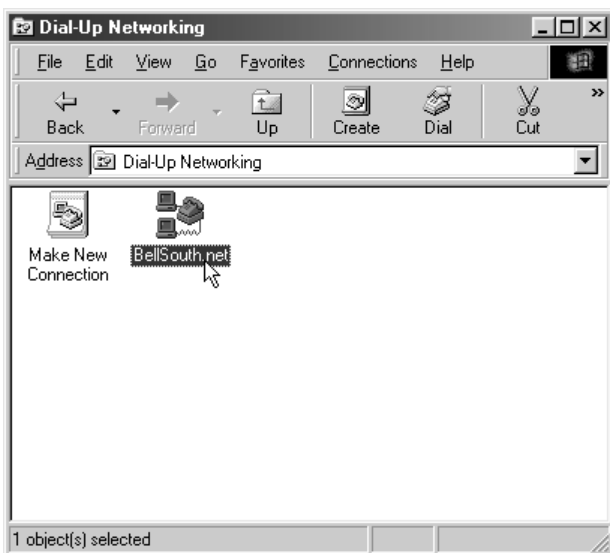 Dial-Up Networking
File Edit View Go Favorites Connections Help
Back Forward Up Create Dial Cut »
Address Dial-Up Networking
Make New Connection
BellSouth.net
1 object(s) selected